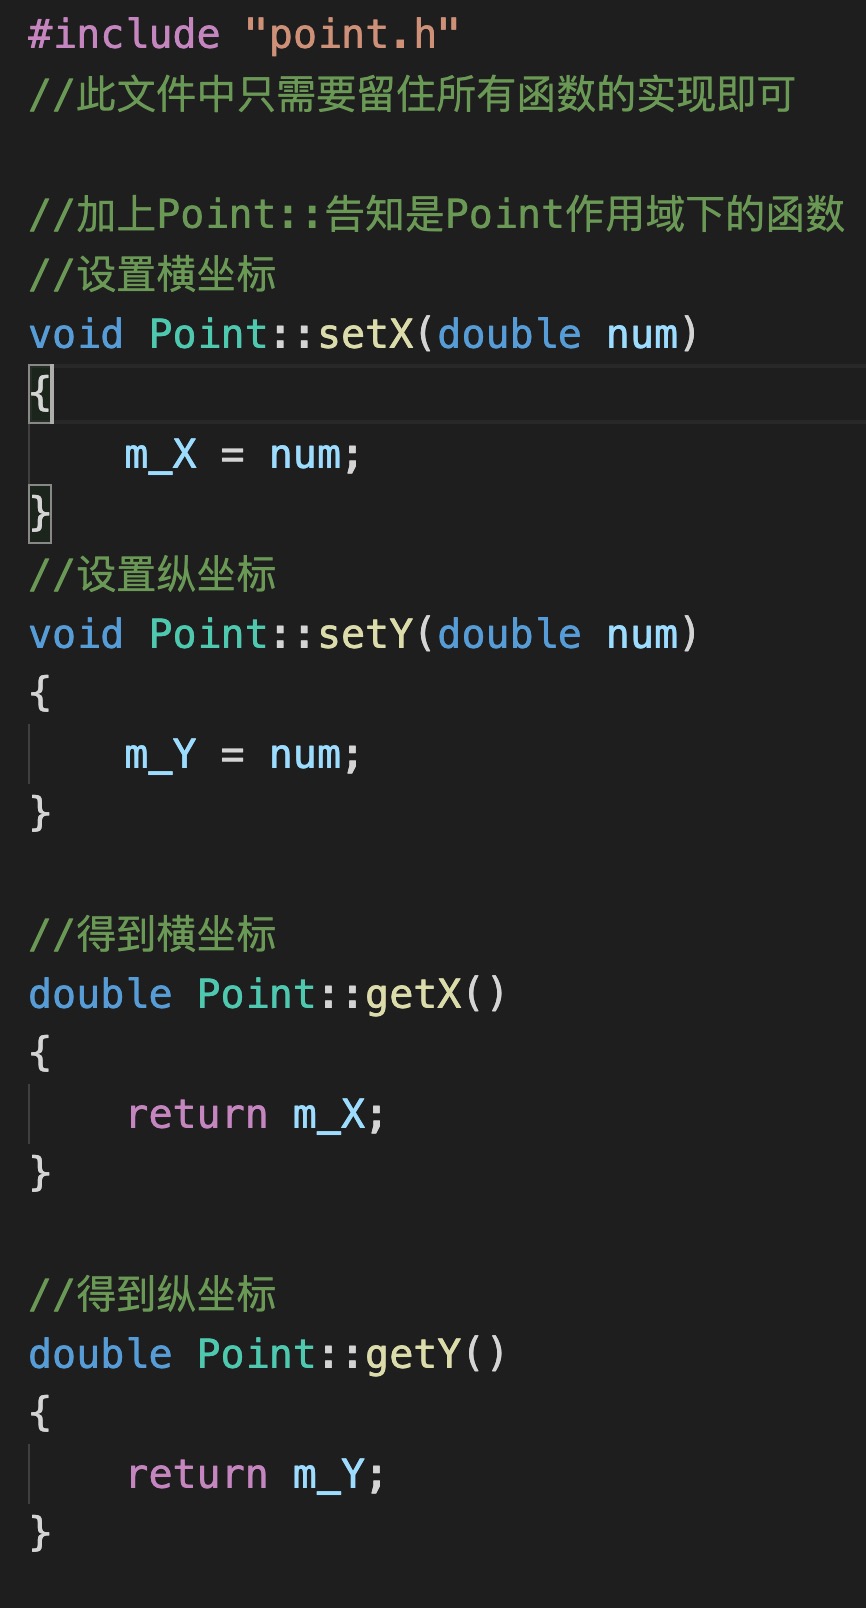 #include "point.h"
//此文件中只需要留住所有函数的实现即可
//加上Point::告知是Point作用域下的函数
//设置横坐标
void Point::setX(double num)
{
    m_X = num;
}
//设置纵坐标
void Point::setY(double num)
{
    m_Y = num;
}
//得到横坐标
double Point::getX()
{
    return m_X;
}
//得到纵坐标
double Point::getY()
{
    return m_Y;
}